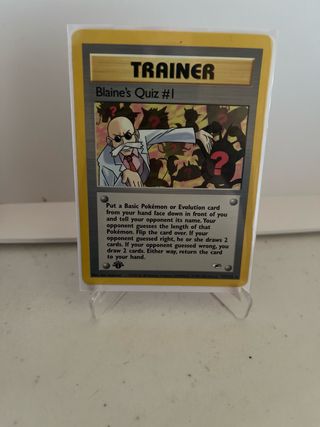 TRAINER
Blaine's Quiz #1
Put a Basic Pokémon or Evolution card
from your hand face down in front of you
and tell your opponent its name. Your
opponent guesses the length of that
Pokémon. Flip the card over. If your
opponent guessed right, he or she draws 2
cards. If your opponent guessed wrong, you
draw 2 cards. Either way, return the card
to your hand.